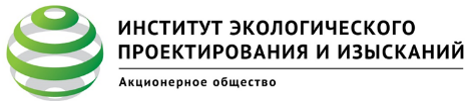 ИНСТИТУТ ЭКОЛОГИЧЕСКОГО
ПРОЕКТИРОВАНИЯ И ИЗЫСКАНИЙ
Акционерное общество